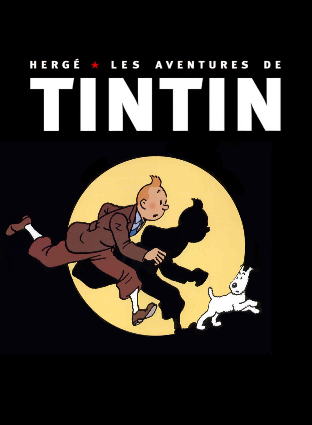 HERGÉ ★ LES AVENTURES DE
TINTIN